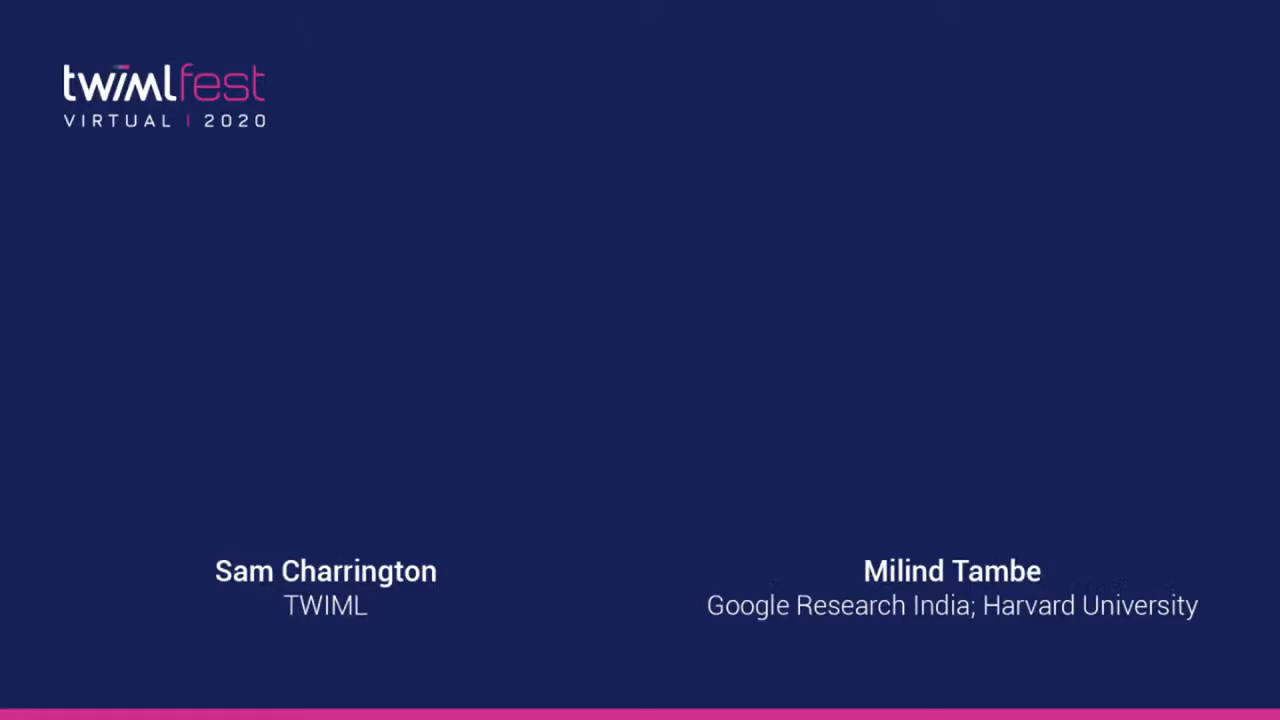 twimlfest
VIRTUAL | 2020
Sam Charrington
TWIML
Milind Tambe
Google Research India; Harvard University